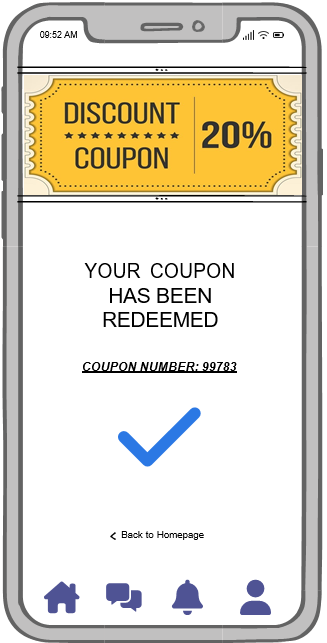 09:52 AM
DISCOUNT
COUPON
20%
YOUR COUPON
HAS BEEN
REDEEMED
COUPON NUMBER: 99783
Back to Homepage